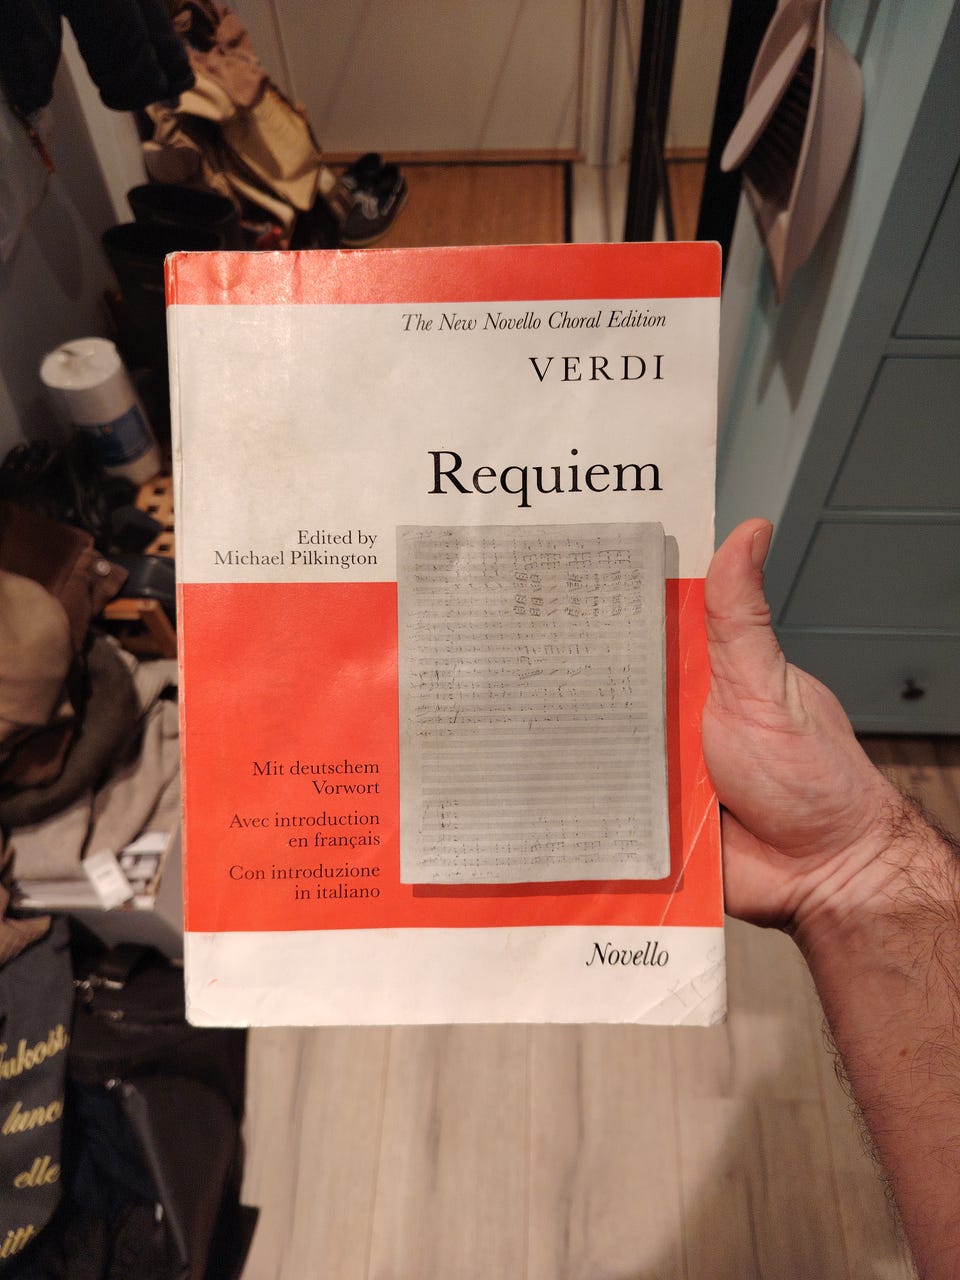 The New Novello Choral Edition
VERDI
Requiem
Edited by
Michael Pilkington
Mit deutschem
Vorwort
Avec introduction
en français
Con introduzione
in italiano
Novello
elle